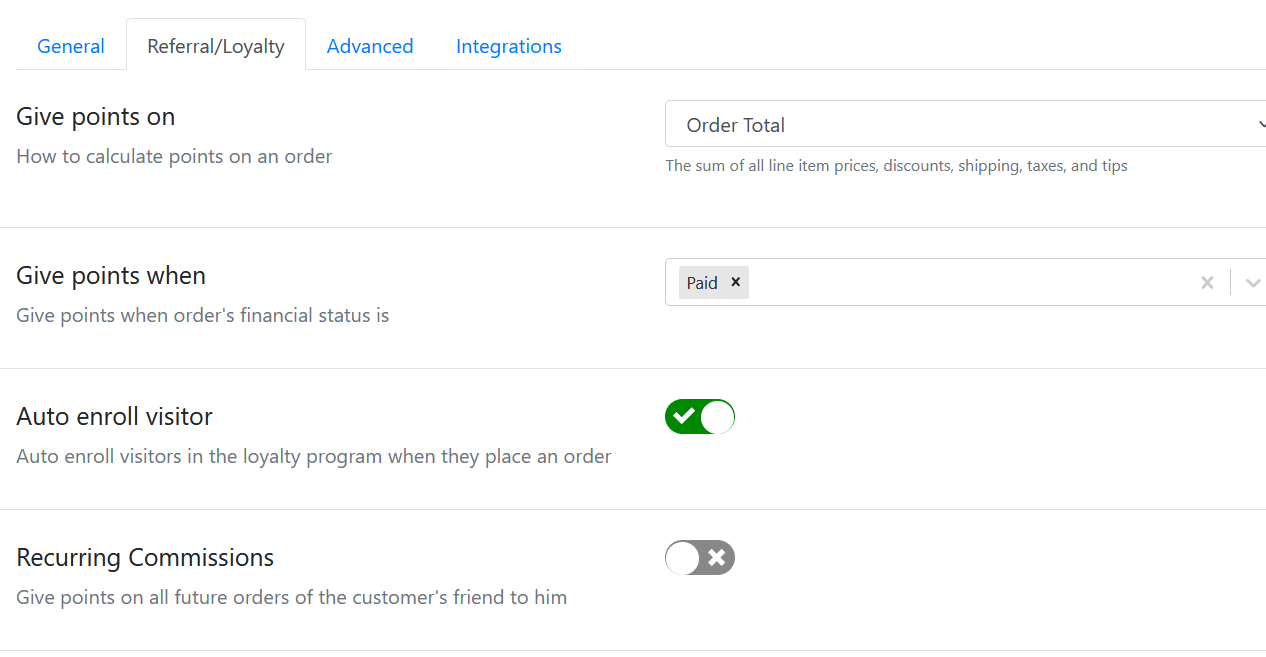 General Referral/Loyalty Advanced Integrations
Give points on
Order Total
How to calculate points on an order
The sum of all line item prices, discounts, shipping, taxes, and tips
Give points when
Paid
Give points when order's financial status is
Auto enroll visitor
Auto enroll visitors in the loyalty program when they place an order
Recurring Commissions
Give points on all future orders of the customer's friend to him